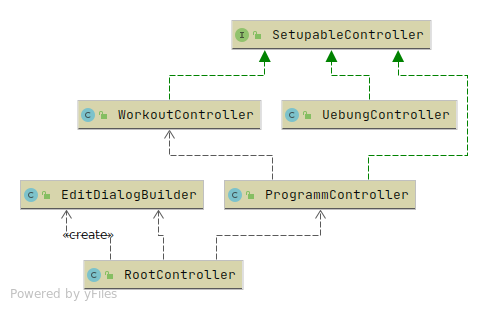 I SetupableController
C WorkoutController
C UebungController
C EditDialogBuilder
C ProgrammController
«create»
C RootController
Powered by yFiles